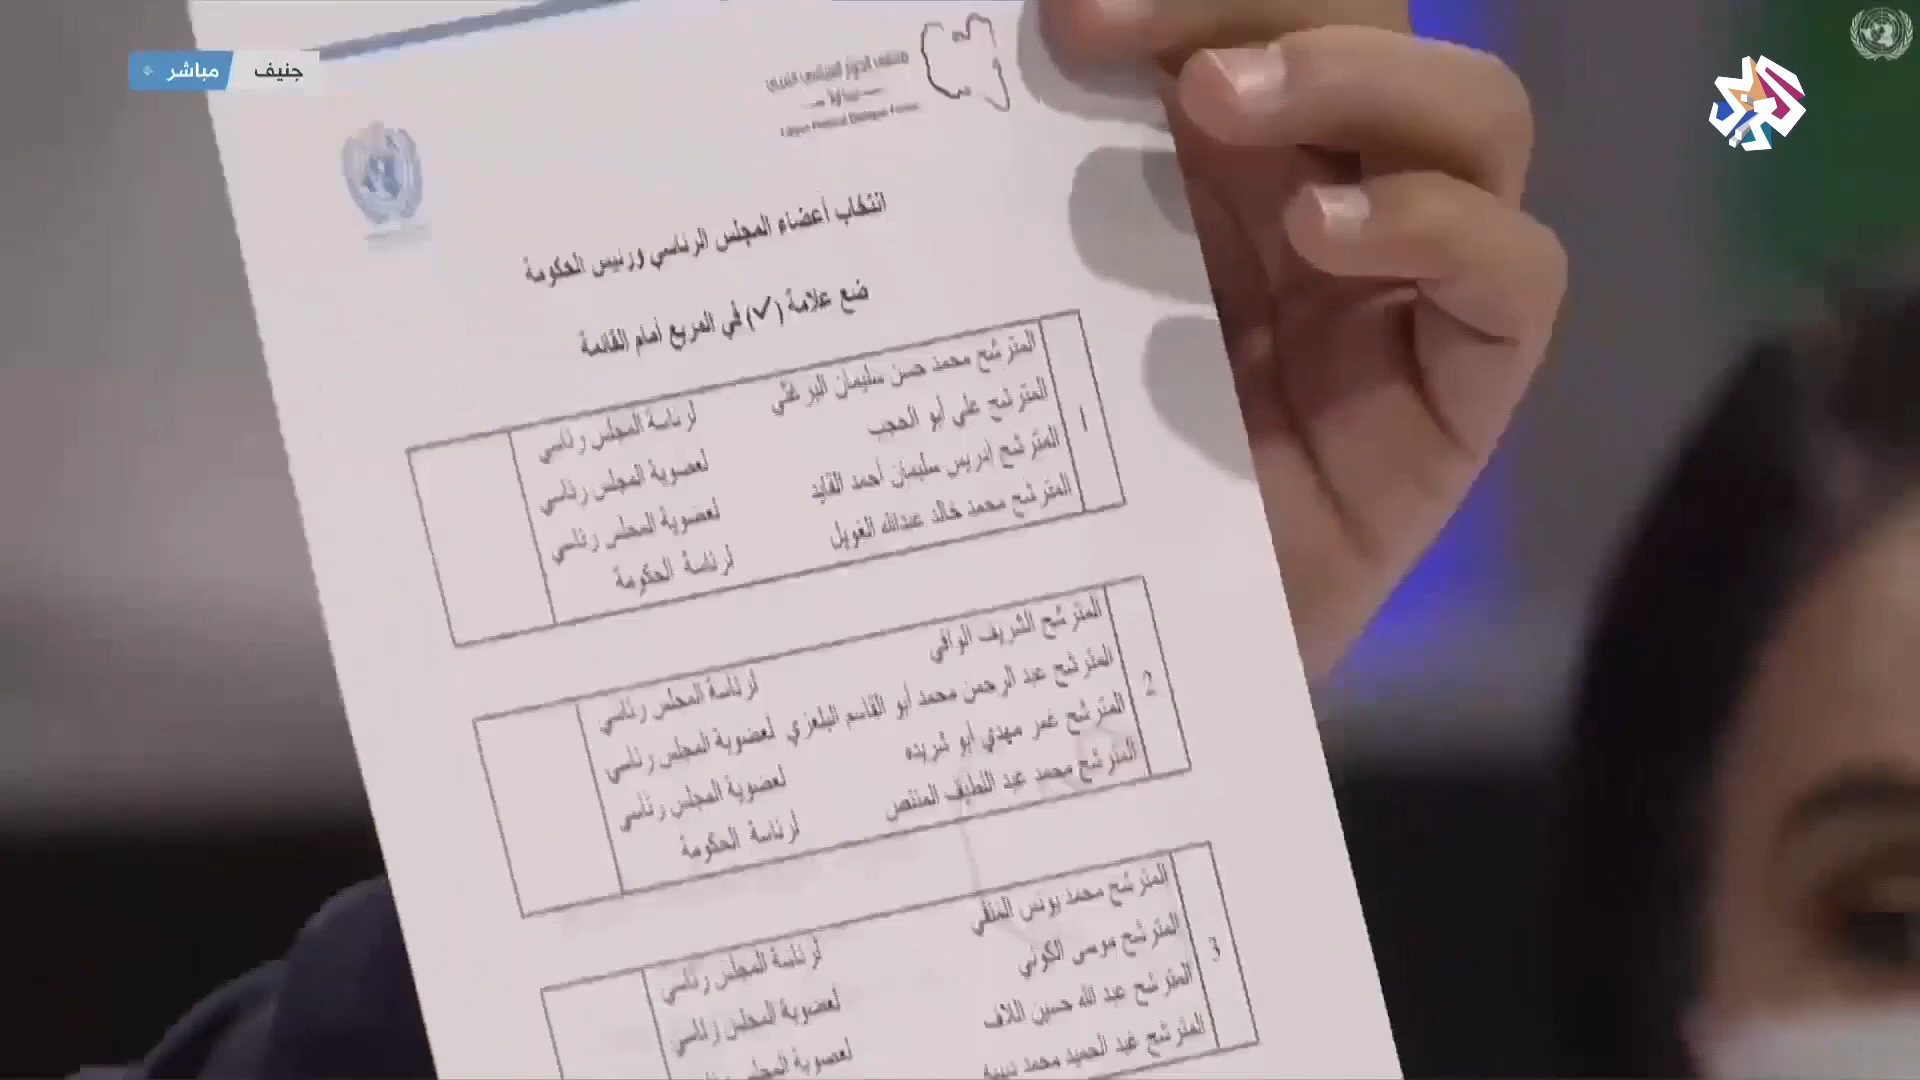 مباشر
جنيف
ملتقى الحوار السياسي الليبي
ليبيا
Libyan Political Dialogue Forum
العربي
انتخاب أعضاء المجلس الرئاسي ورئيس الحكومة
ضع علامة (✓) في المربع أمام القائمة
1
المترشح محمد حسن سليمان البرغثي لرئاسة المجلس رئاسي
المترشح علي أبو الحجب لعضوية المجلس رئاسي
المترشح ادريس سليمان أحمد القايد لعضوية المجلس رئاسي
المترشح محمد خالد عبدالله الغويل لرئاسة الحكومة
2
المترشح الشريف الوافي لرئاسة المجلس رئاسي
المترشح عبد الرحمن محمد أبو القاسم البلعزي لعضوية المجلس رئاسي
المترشح عمر مهدي أبو شريده لعضوية المجلس رئاسي
المترشح محمد عبد اللطيف المنتصر لرئاسة الحكومة
3
المترشح محمد يونس المنفي لرئاسة المجلس رئاسي
المترشح موسى الكوني لعضوية المجلس رئاسي
المترشح عبد الله حسين اللاف لعضوية المجلس
المترشح عبد الحميد محمد دبيبة